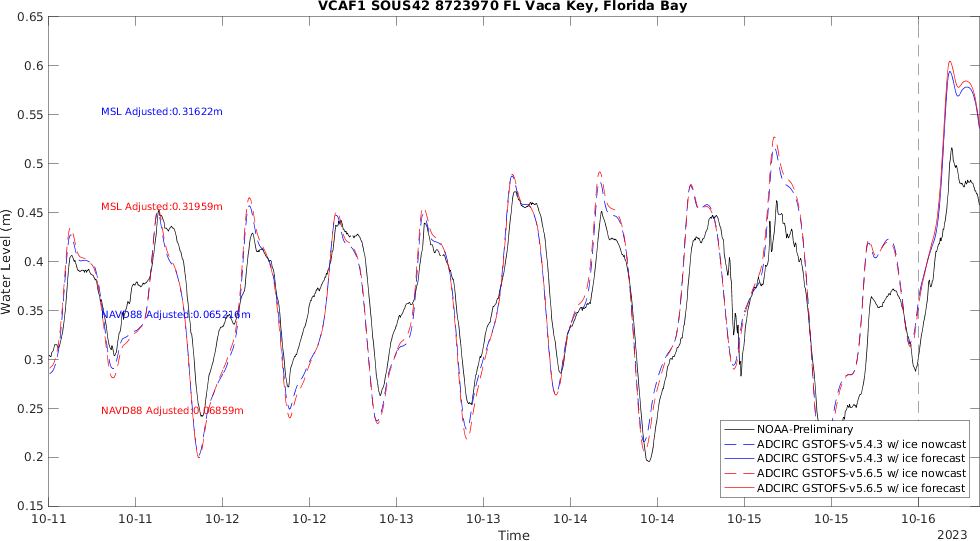 VCAF1 SOUS42 8723970 FL Vaca Key, Florida Bay
0.65
0.6
0.55
0.5
0.45
0.4
0.35
0.3
0.25
0.2
0.15
Water Level (m)
MSL Adjusted:0.31622m
MSL Adjusted:0.31959m
NAVD88 Adjusted:0.065216m
NAVD88 Adjusted:0.06859m
NOAA-Preliminary
ADCIRC GSTOFS-v5.4.3 w/ ice nowcast
ADCIRC GSTOFS-v5.4.3 w/ ice forecast
ADCIRC GSTOFS-v5.6.5 w/ ice nowcast
ADCIRC GSTOFS-v5.6.5 w/ ice forecast
10-11 10-11 10-12 10-12 10-13 10-13 10-14 10-14 10-15 10-15 10-16
Time
2023